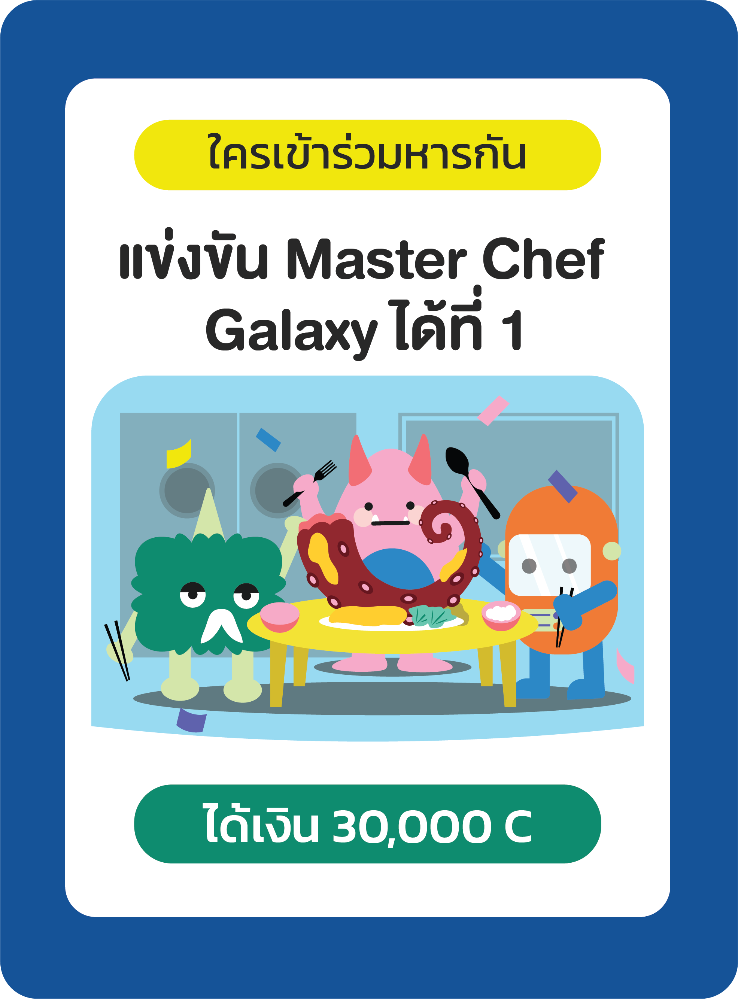 ใครเข้าร่วมหารกัน
แข่งขัน Master Chef
Galaxy ได้ที่ 1
ได้เงิน 30,000 C